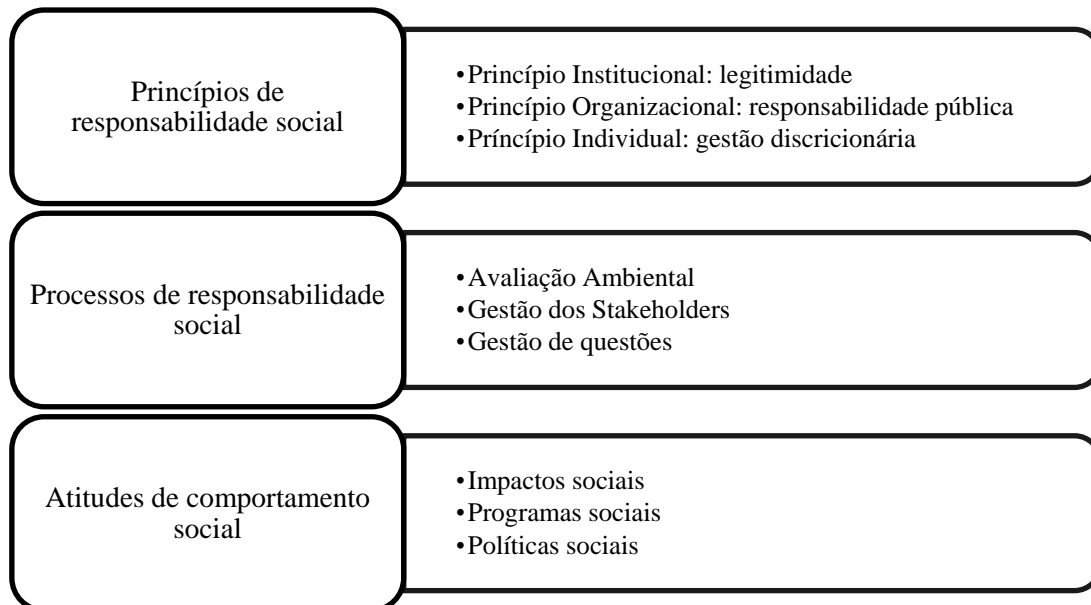 Princípios de
responsabilidade social
•Princípio Institucional: legitimidade
•Princípio Organizacional: responsabilidade pública
•Príncípio Individual: gestão discricionária
Processos de responsabilidade
social
•Avaliação Ambiental
•Gestão dos Stakeholders
•Gestão de questões
Atitudes de comportamento
social
•Impactos sociais
•Programas sociais
•Políticas sociais